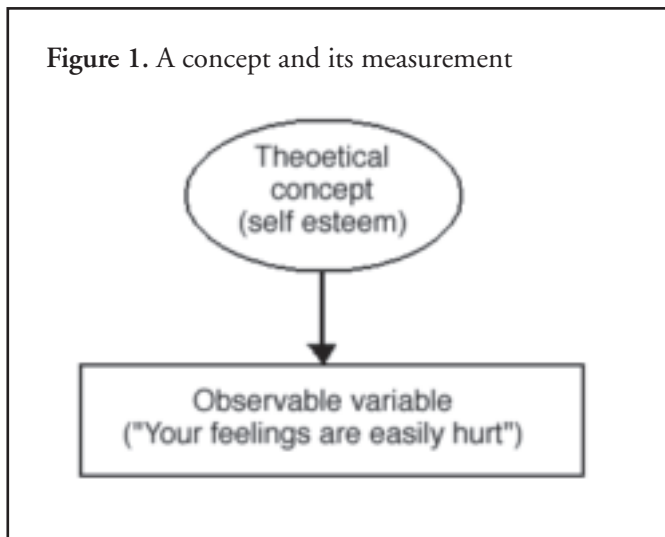 Figure 1. A concept and its measurement
Theoetical
concept
(self esteem)
Observable variable
("Your feelings are easily hurt")